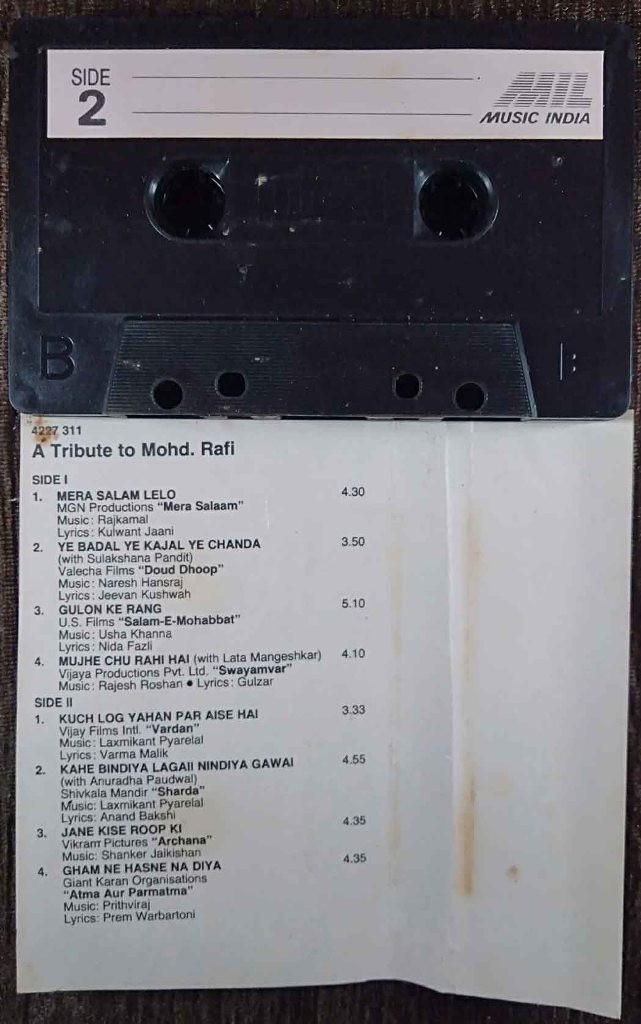 SIDE
2
MIL
MUSIC INDIA
B
4227 311
A Tribute to Mohd. Rafi
SIDE I
1. MERA SALAM LELO 4.30
MGN Productions "Mera Salaam"
Music: Rajkamal
Lyrics: Kulwant Jaani
2. YE BADAL YE KAJAL YE CHANDA 3.50
(with Sulakshana Pandit)
Valecha Films "Doud Dhoop"
Music: Naresh Hansraj
Lyrics: Jeevan Kushwah
3. GULON KE RANG 5.10
U.S. Films "Salam-E-Mohabbat"
Music: Usha Khanna
Lyrics: Nida Fazli
4. MUJHE CHU RAHI HAI (with Lata Mangeshkar) 4.10
Vijaya Productions Pvt. Ltd. "Swayamvar"
Music: Rajesh Roshan ● Lyrics: Gulzar
SIDE II
1. KUCH LOG YAHAN PAR AISE HAI 3.33
Vijay Films Intl. "Vardan"
Music: Laxmikant Pyarelal
Lyrics: Varma Malik
2. KAHE BINDIYA LAGAII NINDIYA GAWAI 4.55
(with Anuradha Paudwal)
Shivkala Mandir "Sharda"
Music: Laxmikant Pyarelal
Lyrics: Anand Bakshi
3. JANE KISE ROOP KI 4.35
Vikram Pictures "Archana"
Music: Shanker Jaikishan
4. GHAM NE HASNE NA DIYA 4.35
Giant Karan Organisations
"Atma Aur Parmatma"
Music: Prithviraj
Lyrics: Prem Warbartoni